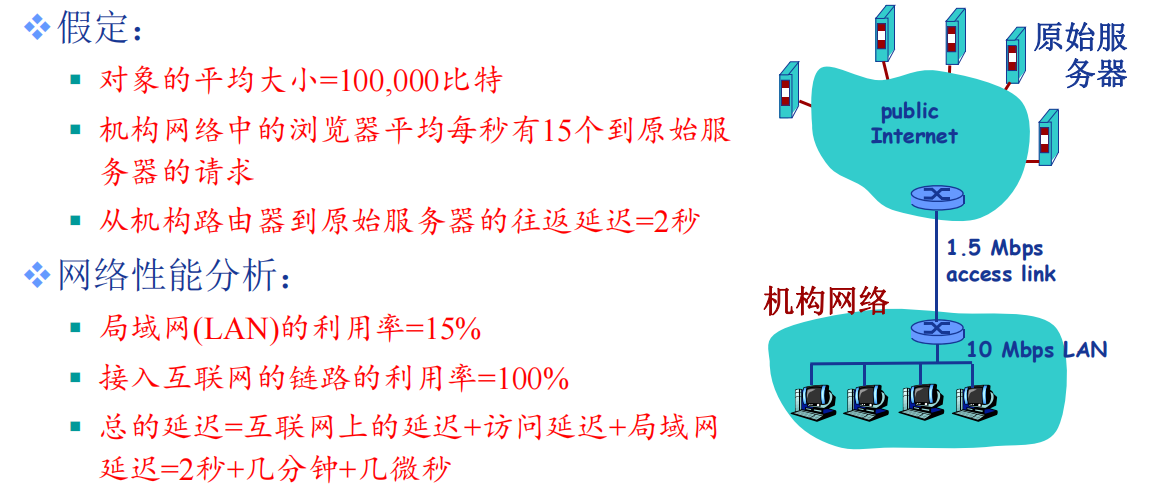 假定：
对象的平均大小=100,000比特
机构网络中的浏览器平均每秒有15个到原始服
务器的请求
从机构路由器到原始服务器的往返延迟=2秒
网络性能分析：
局域网(LAN)的利用率=15%
接入互联网的链路的利用率=100%
总的延迟=互联网上的延迟+访问延迟+局域网
延迟=2秒+几分钟+几微秒
原始服
务器
public
Internet
1.5 Mbps
access link
机构网络
10 Mbps LAN